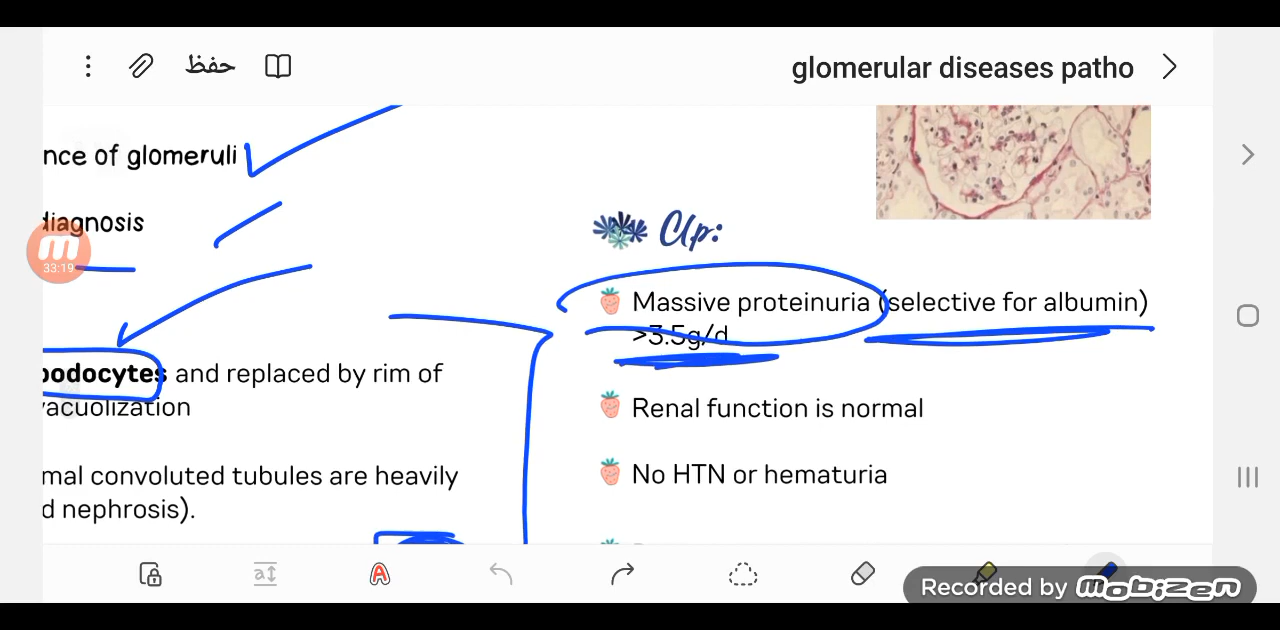 حفظ
glomerular diseases patho
nce of glomeruli
diagnosis
33:19
podocytes and replaced by rim of
vacuolization
mal convoluted tubules are heavily
d nephrosis).
Cp:
Massive proteinuria (selective for albumin)
>3.5g/d
Renal function is normal
No HTN or hematuria
Recorded by mobizen